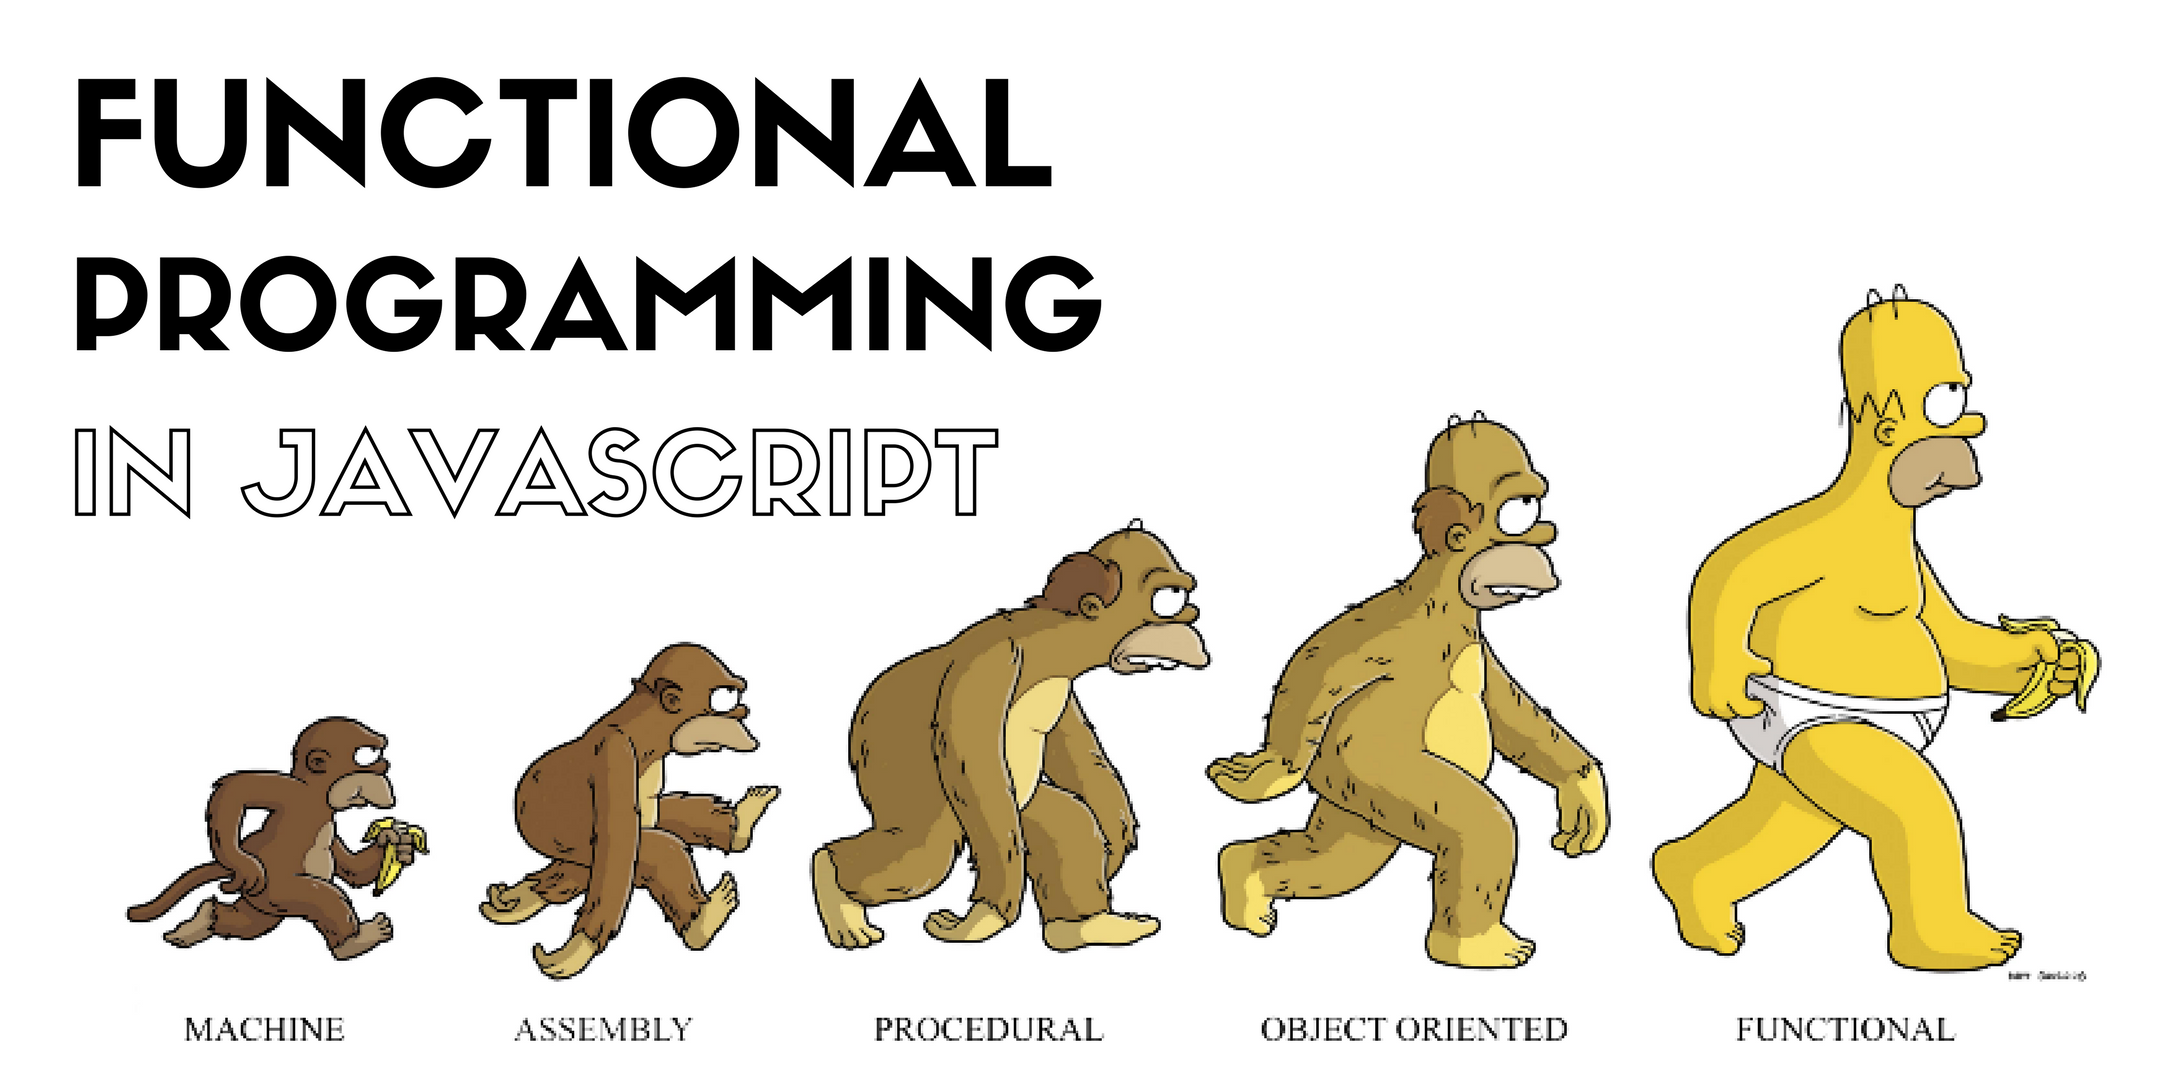 FUNCTIONAL
PROGRAMMING
IN JAVASCRIPT
MACHINE ASSEMBLY PROCEDURAL OBJECT ORIENTED FUNCTIONAL